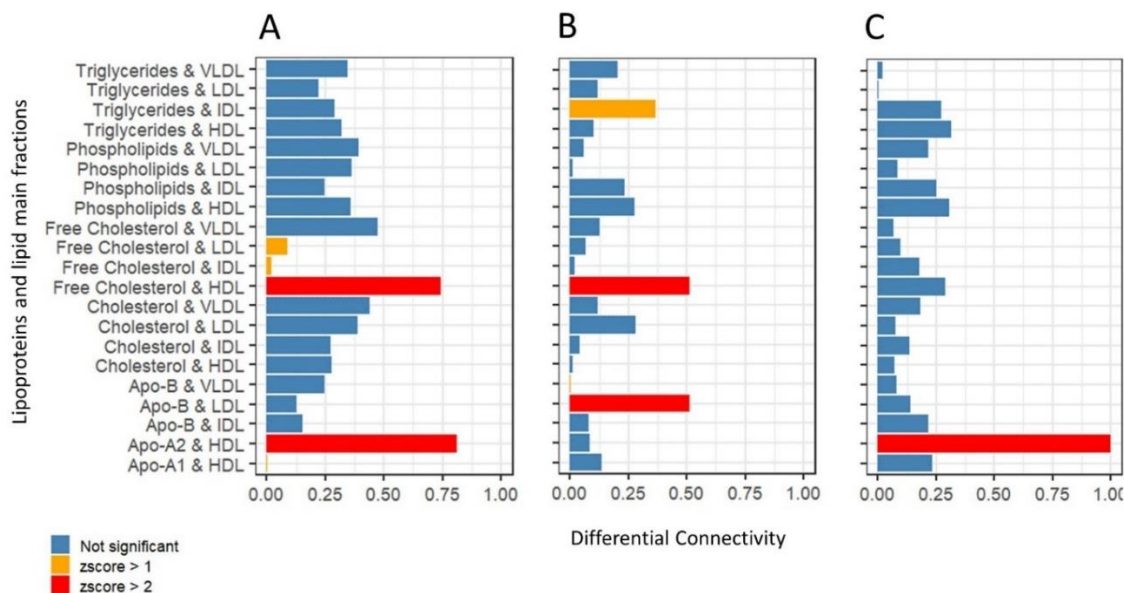 A B C
Lipoproteins and lipid main fractions
Triglycerides & VLDL
Triglycerides & LDL
Triglycerides & IDL
Triglycerides & HDL
Phospholipids & VLDL
Phospholipids & LDL
Phospholipids & IDL
Phospholipids & HDL
Free Cholesterol & VLDL
Free Cholesterol & LDL
Free Cholesterol & IDL
Free Cholesterol & HDL
Cholesterol & VLDL
Cholesterol & LDL
Cholesterol & IDL
Cholesterol & HDL
Apo-B & VLDL
Apo-B & LDL
Apo-B & IDL
Apo-A2 & HDL
Apo-A1 & HDL
0.00 0.25 0.50 0.75 1.00 0.00 0.25 0.50 0.75 1.00 0.00 0.25 0.50 0.75 1.00
Differential Connectivity
Not significant
zscore > 1
zscore > 2